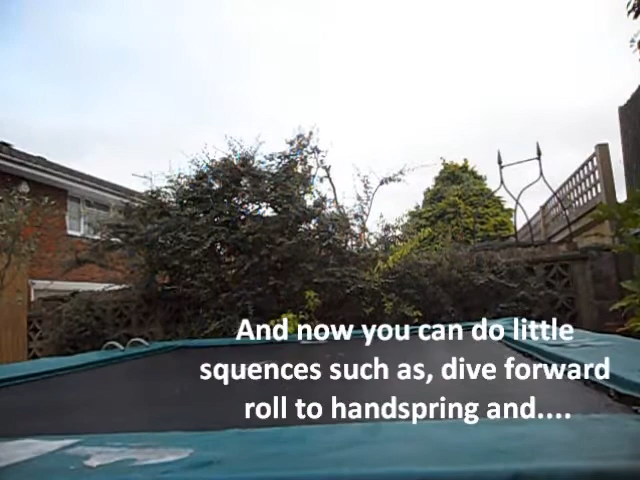 And now you can do little
squences such as, dive forward
roll to handspring and....